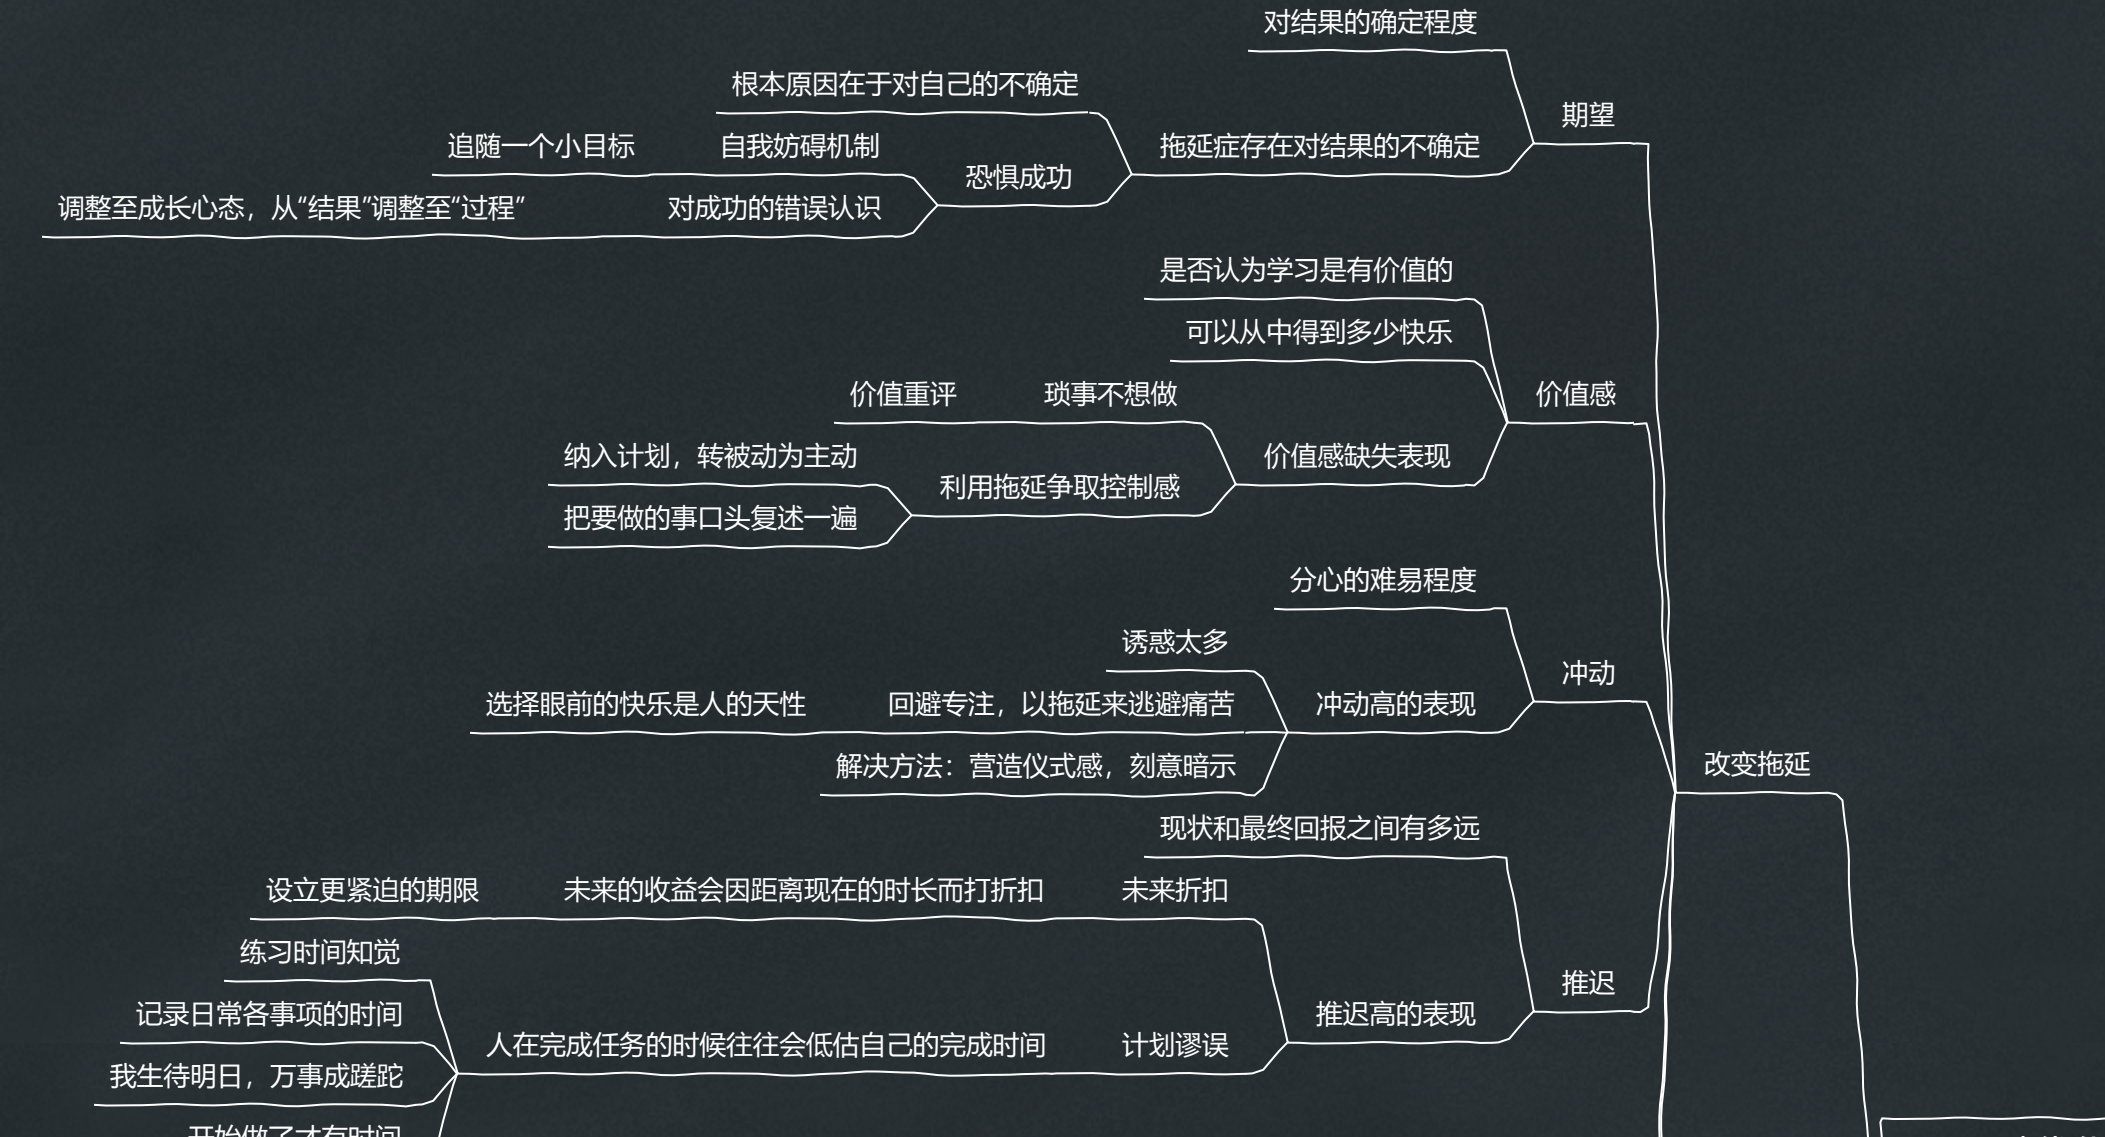 对结果的确定程度
根本原因在于对自己的不确定
期望
追随一个小目标
自我妨碍机制
拖延症存在对结果的不确定
恐惧成功
调整至成长心态，从“结果”调整至“过程”
对成功的错误认识
是否认为学习是有价值的
可以从中得到多少快乐
价值重评
琐事不想做
价值感
纳入计划，转被动为主动
价值感缺失表现
利用拖延争取控制感
把要做的事口头复述一遍
分心的难易程度
诱惑太多
冲动
选择眼前的快乐是人的天性
回避专注，以拖延来逃避痛苦
冲动高的表现
解决方法：营造仪式感，刻意暗示
改变拖延
现状和最终回报之间有多远
设立更紧迫的期限
未来的收益会因距离现在的时长而打折扣
未来折扣
练习时间知觉
推迟
记录日常各事项的时间
推迟高的表现
人在完成任务的时候往往会低估自己的完成时间
计划谬误
我生待明日，万事成蹉跎
开始做了才有时间